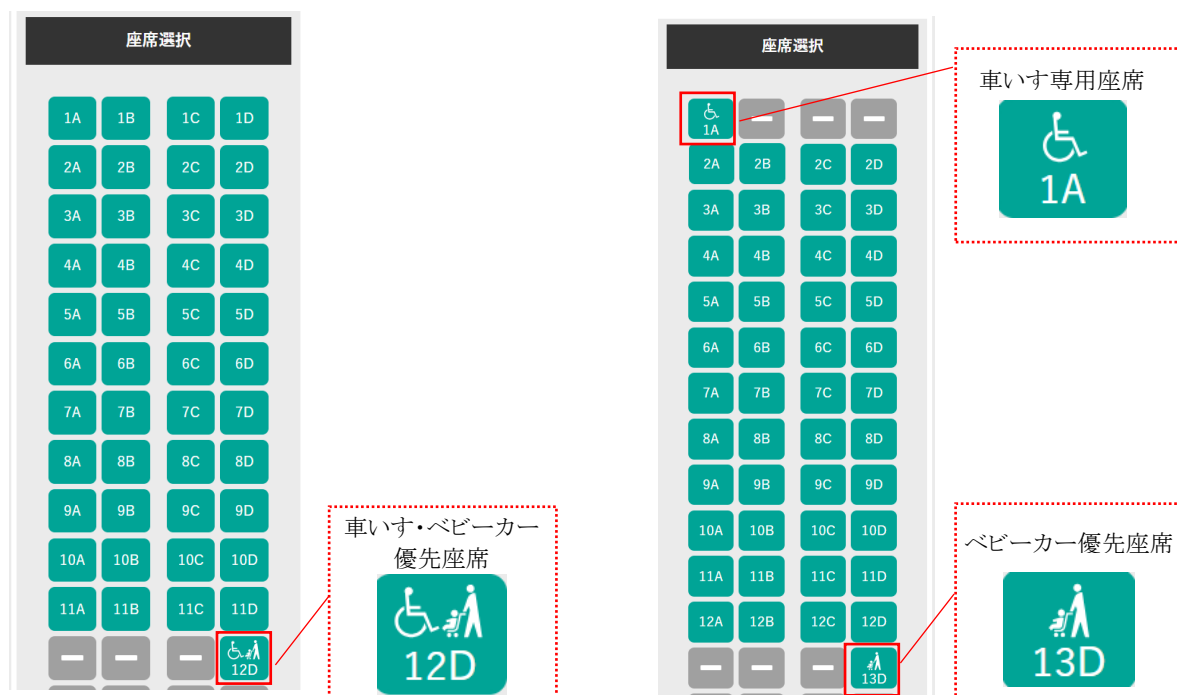 座席選択
1A 1B 1C 1D
2A 2B 2C 2D
3A 3B 3C 3D
4A 4B 4C 4D
5A 5B 5C 5D
6A 6B 6C 6D
7A 7B 7C 7D
8A 8B 8C 8D
9A 9B 9C 9D
10A 10B 10C 10D
11A 11B 11C 11D
12D
車いす・ベビーカー
優先座席
12D
座席選択
1A
2A 2B 2C 2D
3A 3B 3C 3D
4A 4B 4C 4D
5A 5B 5C 5D
6A 6B 6C 6D
7A 7B 7C 7D
8A 8B 8C 8D
9A 9B 9C 9D
10A 10B 10C 10D
11A 11B 11C 11D
12A 12B 12C 12D
13D
車いす専用座席
1A
ベビーカー優先座席
13D